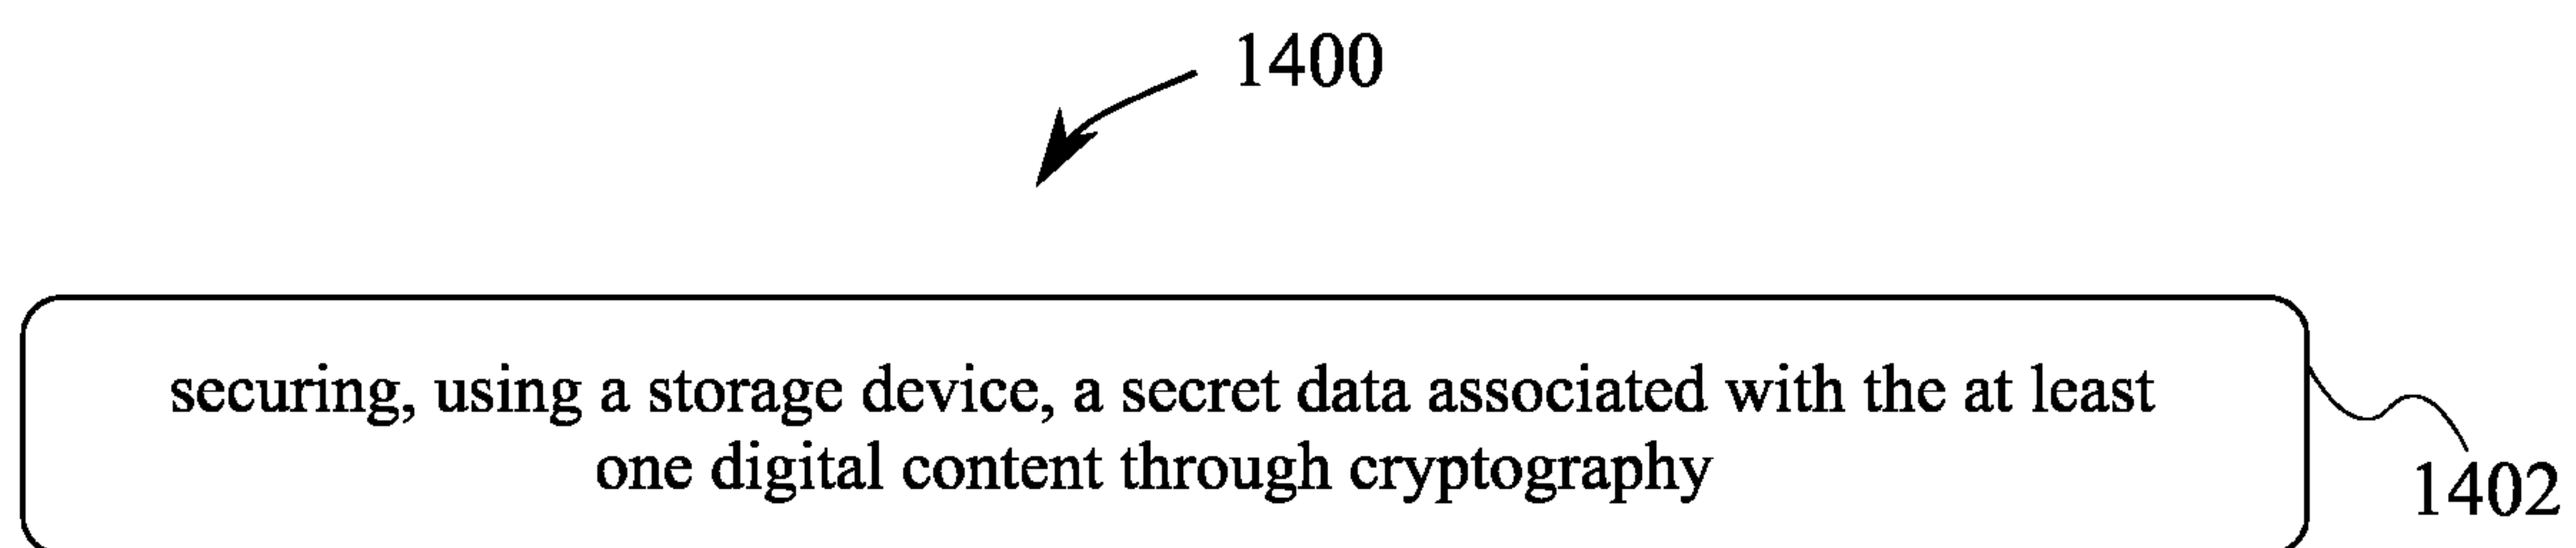 1400
securing, using a storage device, a secret data associated with the at least
one digital content through cryptography
1402